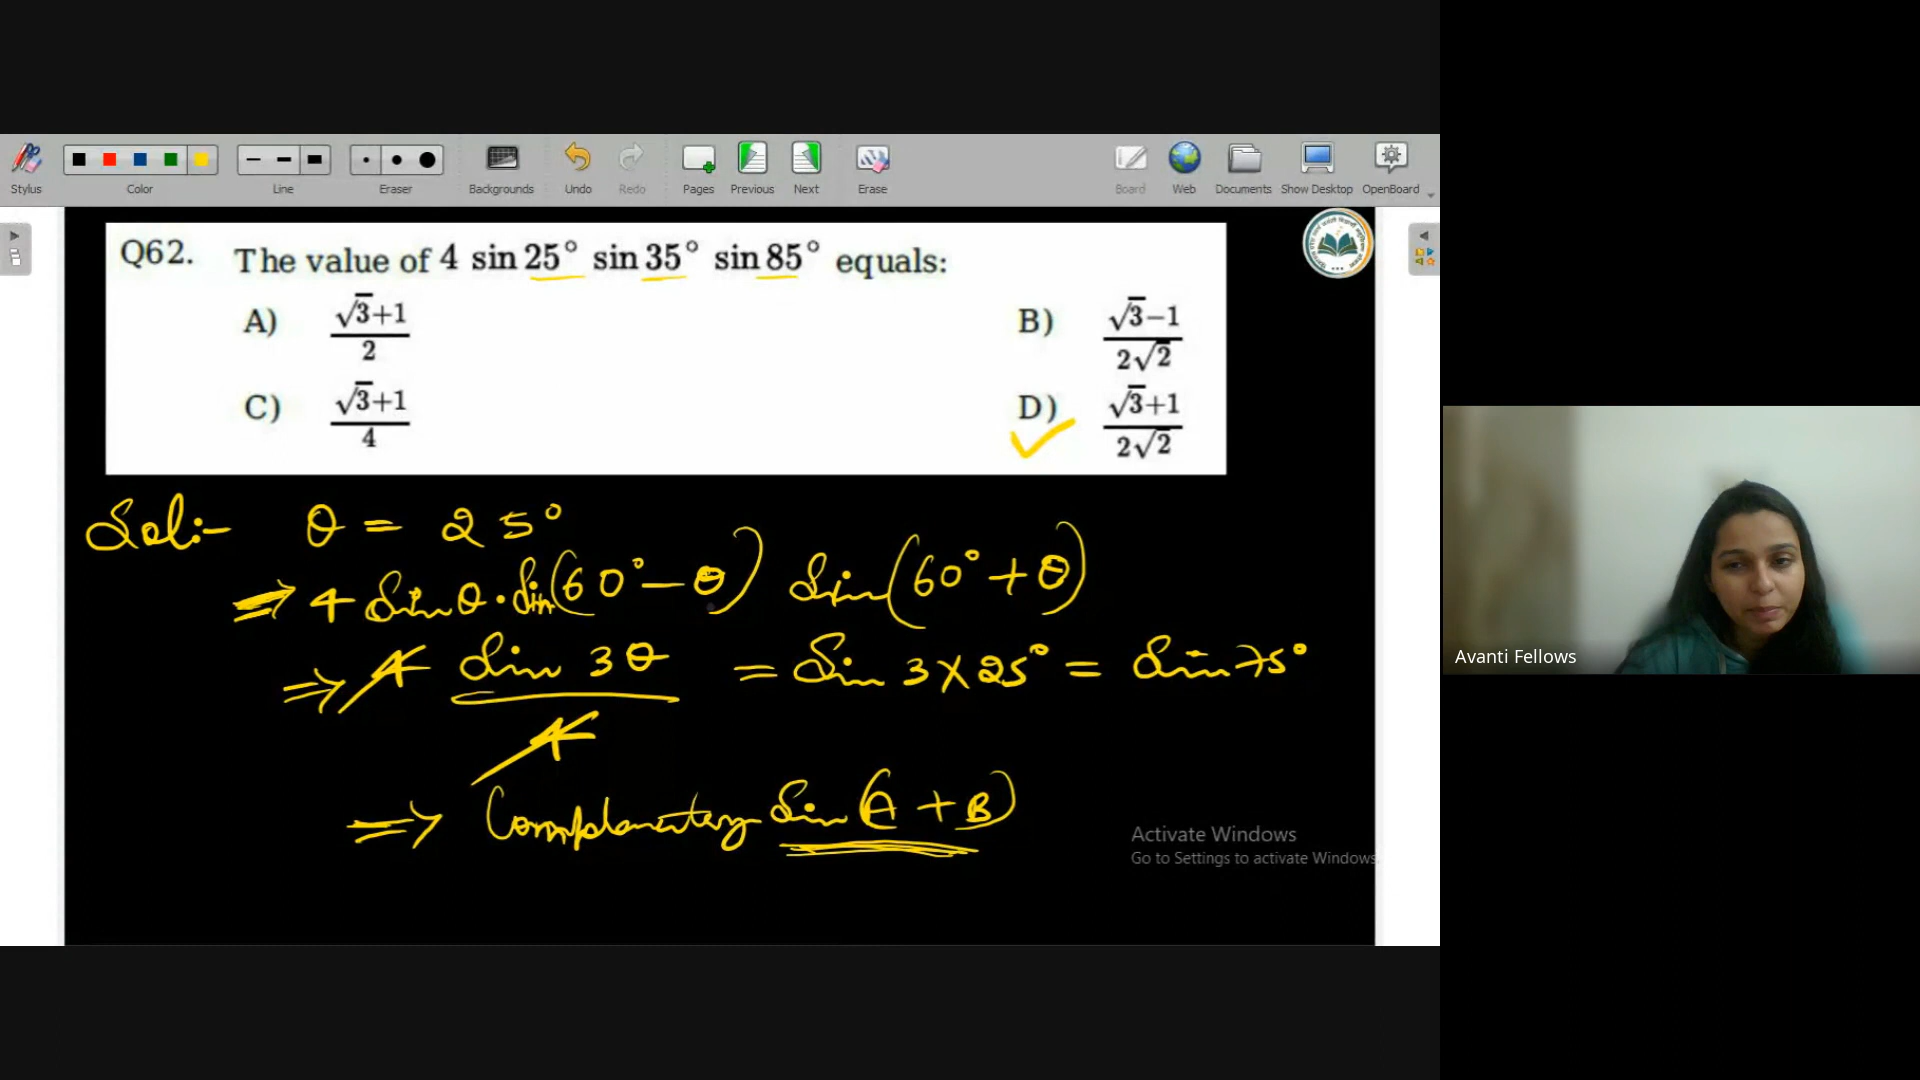 Stylus Color Line Eraser Backgrounds Undo Redo Pages Previous Next Erase Board Web Documents Show Desktop OpenBoard
Q62. The value of 4 sin 25° sin 35° sin 85° equals:
A) √3+1/2 B) √3−1/2√2
C) √3+1/4 D) √3+1/2√2
Sol:- θ = 25°
⇒ 4 Sin θ · Sin (60° − θ) Sin (60° + θ)
⇒ 4 Sin 3θ/4 = Sin 3 × 25° = Sin 75°
⇒ Complementary Sin (A + B)
Activate Windows
Go to Settings to activate Windows.
Avanti Fellows